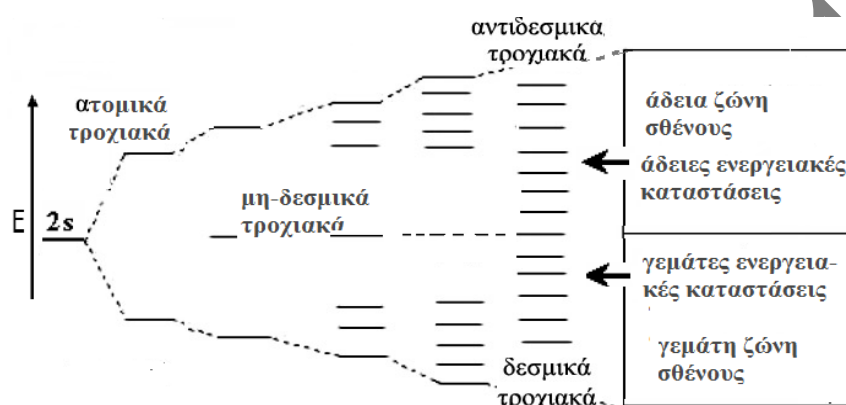 αντιδεσμικά
τροχιακά
ατομικά
τροχιακά
άδεια ζώνη
σθένους
άδειες ενεργειακές
καταστάσεις
μη-δεσμικά
τροχιακά
E
2s
γεμάτες ενεργεια-
κές καταστάσεις
γεμάτη ζώνη
σθένους
δεσμικά
τροχιακά